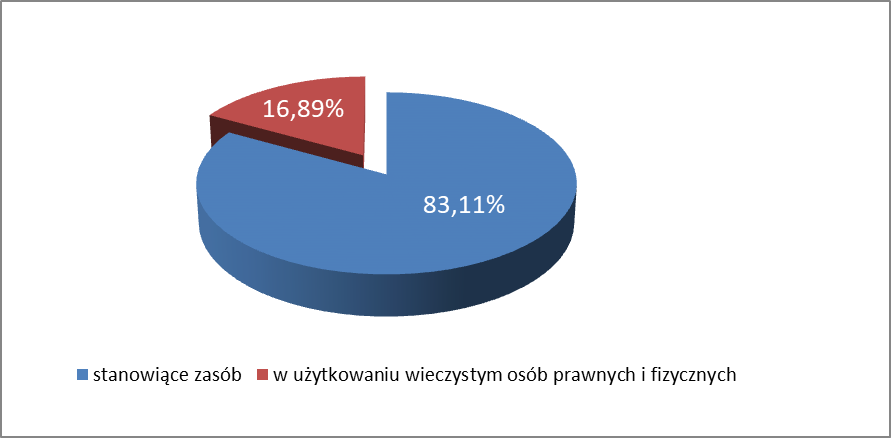 16,89%
83,11%
stanowiące zasób w użytkowaniu wieczystym osób prawnych i fizycznych